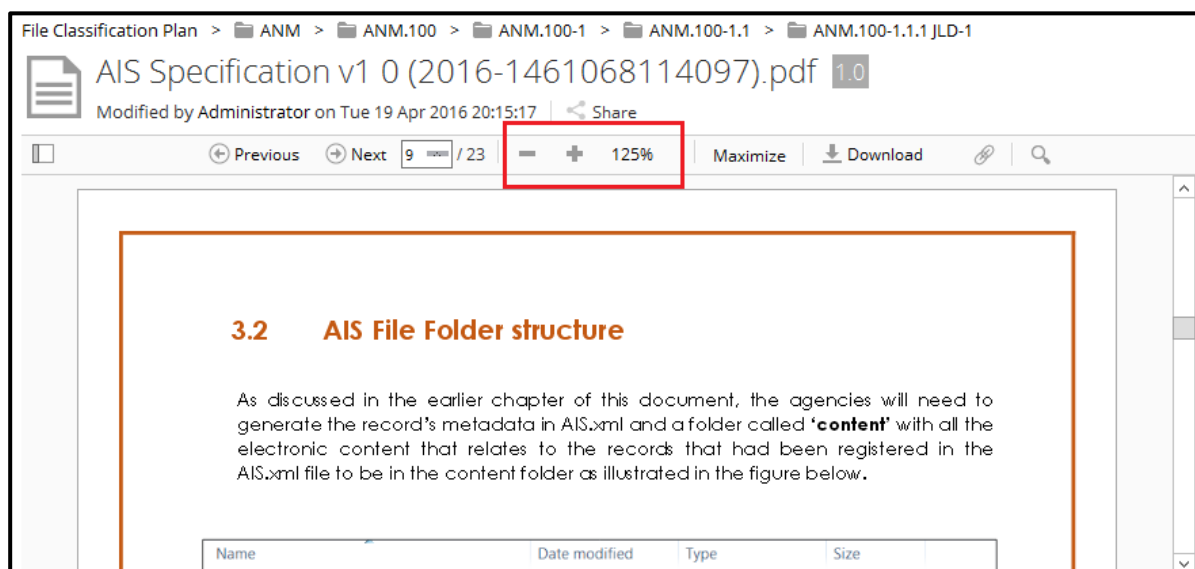 File Classification Plan > ANM > ANM.100 > ANM.100-1 > ANM.100-1.1 > ANM.100-1.1.1 JLD-1
AIS Specification v1 0 (2016-1461068114097).pdf 1.0
Modified by Administrator on Tue 19 Apr 2016 20:15:17 Share
Previous Next 9 / 23 125% Maximize Download
3.2 AIS File Folder structure
As discussed in the earlier chapter of this document, the agencies will need to
generate the record's metadata in AIS.xml and a folder called 'content' with all the
electronic content that relates to the records that had been registered in the
AIS.xml file to be in the content folder as illustrated in the figure below.
Name Date modified Type Size